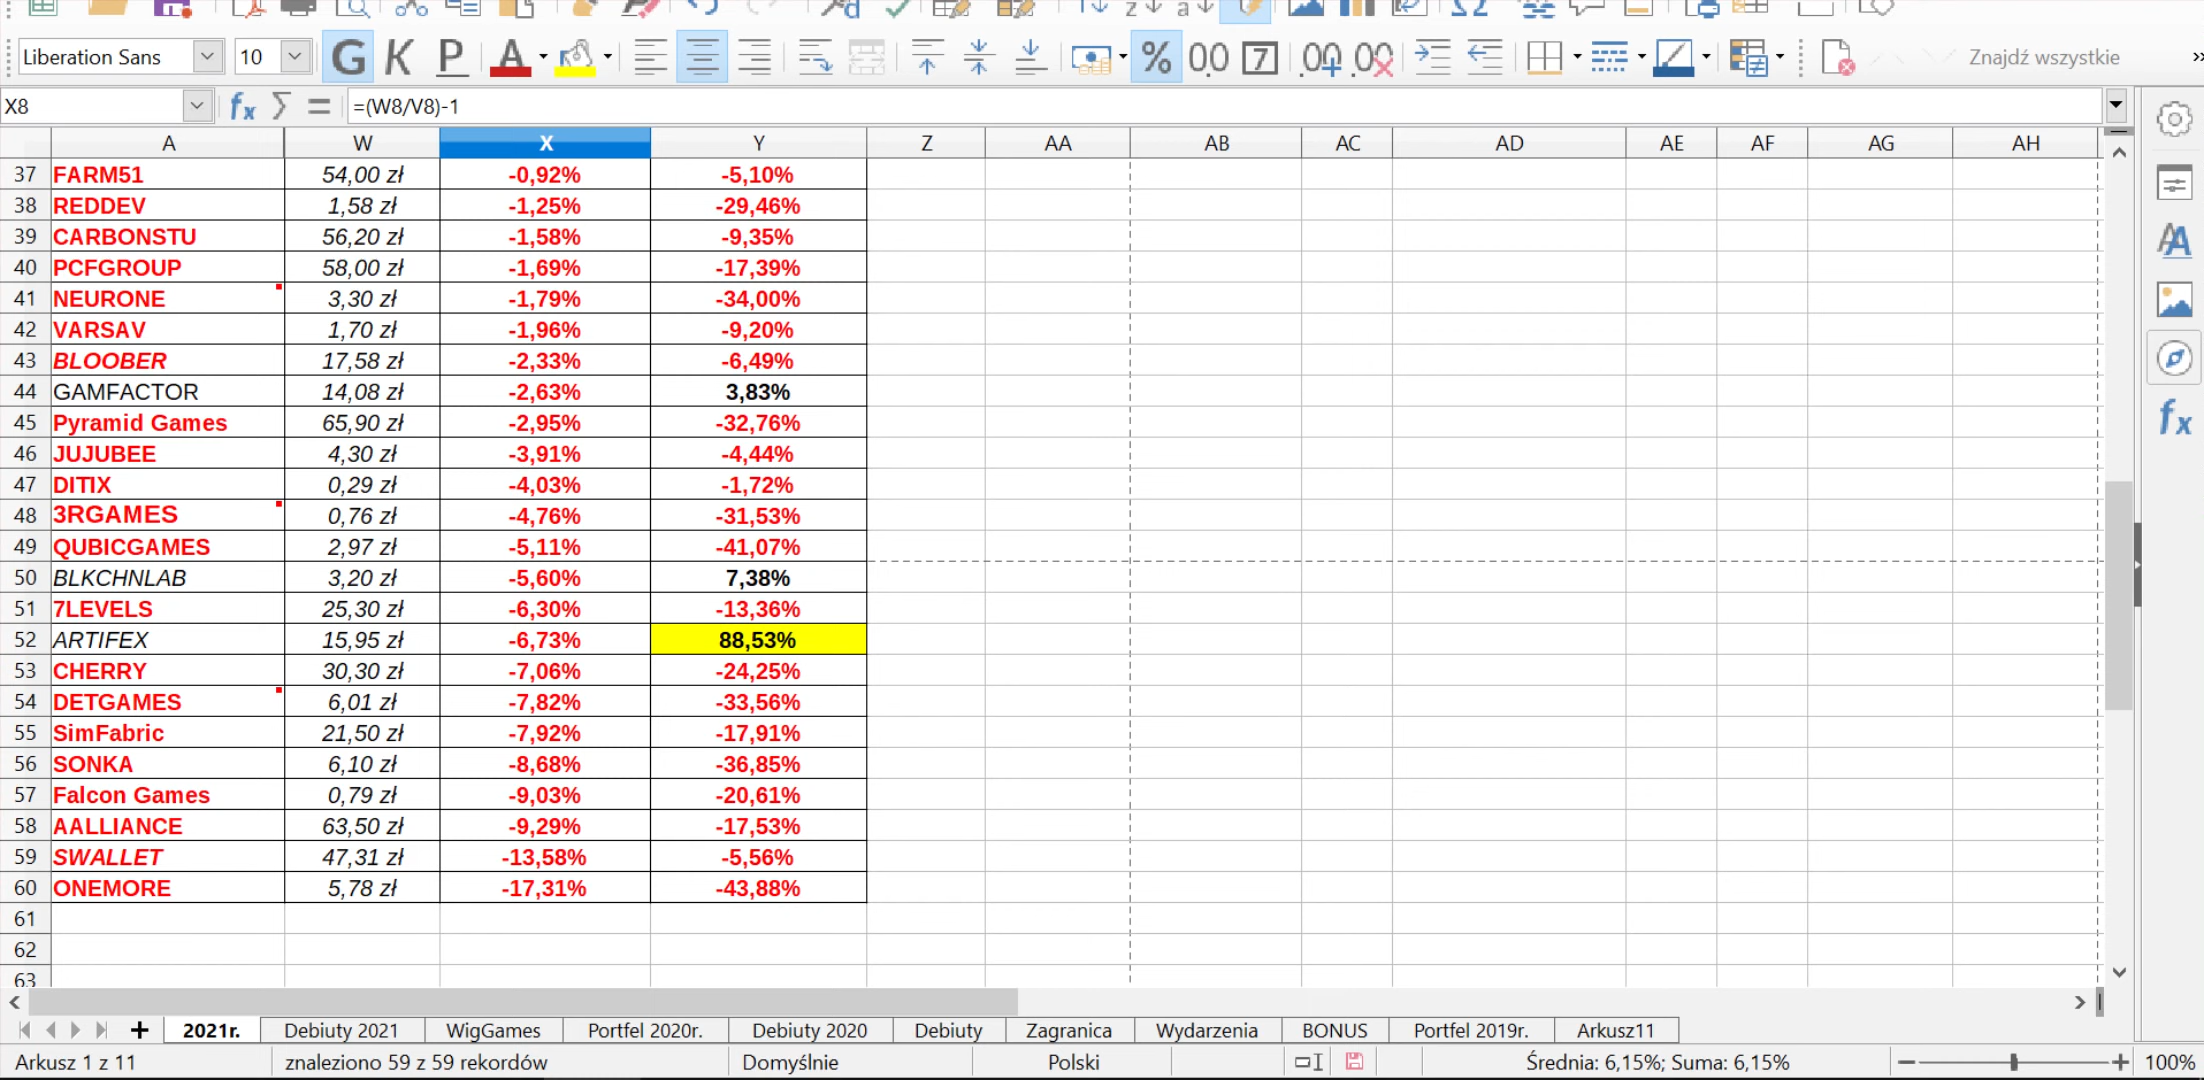 Liberation Sans 10 G K P A % 0,0 7 Znajdź wszystkie
X8 fx Σ = =(W8/V8)-1
A W X Y Z AA AB AC AD AE AF AG AH
37 FARM51 54,00 zł -0,92% -5,10%
38 REDDEV 1,58 zł -1,25% -29,46%
39 CARBONSTU 56,20 zł -1,58% -9,35%
40 PCFGROUP 58,00 zł -1,69% -17,39%
41 NEURONE 3,30 zł -1,79% -34,00%
42 VARSAV 1,70 zł -1,96% -9,20%
43 BLOOBER 17,58 zł -2,33% -6,49%
44 GAMFACTOR 14,08 zł -2,63% 3,83%
45 Pyramid Games 65,90 zł -2,95% -32,76%
46 JUJUBEE 4,30 zł -3,91% -4,44%
47 DITIX 0,29 zł -4,03% -1,72%
48 3RGAMES 0,76 zł -4,76% -31,53%
49 QUBICGAMES 2,97 zł -5,11% -41,07%
50 BLKCHNLAB 3,20 zł -5,60% 7,38%
51 7LEVELS 25,30 zł -6,30% -13,36%
52 ARTIFEX 15,95 zł -6,73% 88,53%
53 CHERRY 30,30 zł -7,06% -24,25%
54 DETGAMES 6,01 zł -7,82% -33,56%
55 SimFabric 21,50 zł -7,92% -17,91%
56 SONKA 6,10 zł -8,68% -36,85%
57 Falcon Games 0,79 zł -9,03% -20,61%
58 AALLIANCE 63,50 zł -9,29% -17,53%
59 SWALLET 47,31 zł -13,58% -5,56%
60 ONEMORE 5,78 zł -17,31% -43,88%
61
62
63
2021r. Debiuty 2021 WigGames Portfel 2020r. Debiuty 2020 Debiuty Zagranica Wydarzenia BONUS Portfel 2019r. Arkusz11
Arkusz 1 z 11 znaleziono 59 z 59 rekordów Domyślnie Polski Średnia: 6,15%; Suma: 6,15% 100%